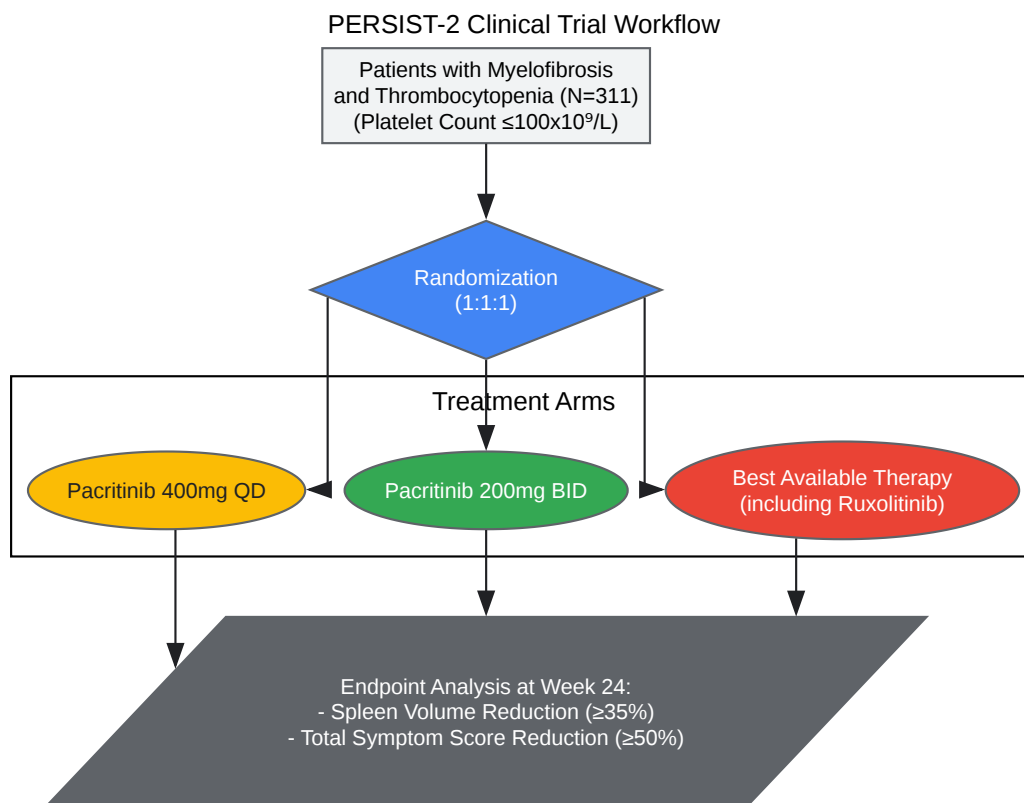 PERSIST-2 Clinical Trial Workflow
Patients with Myelofibrosis
and Thrombocytopenia (N=311)
(Platelet Count ≤100x10⁹/L)
Randomization
(1:1:1)
Treatment Arms
Pacritinib 400mg QD
Pacritinib 200mg BID
Best Available Therapy
(including Ruxolitinib)
Endpoint Analysis at Week 24:
- Spleen Volume Reduction (≥35%)
- Total Symptom Score Reduction (≥50%)